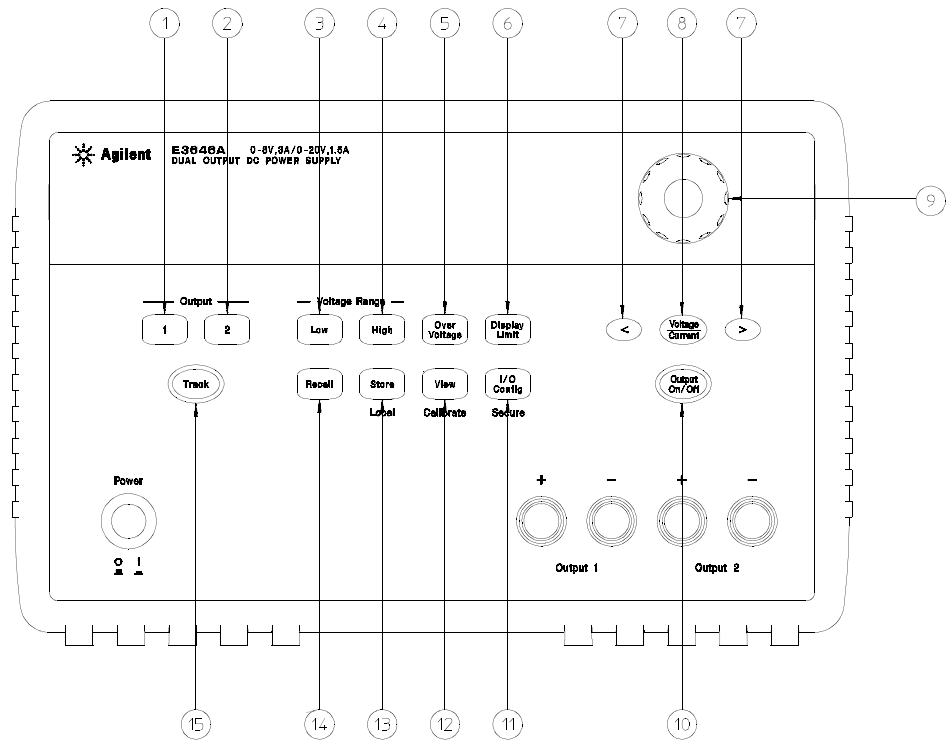 1 2 3 4 5 6 7 8 7
Agilent E3646A 0-8V,3A/0-20V,1.5A
DUAL OUTPUT DC POWER SUPPLY
9
Output Voltage Range
1 2 Low High Over Voltage Display Limit < Voltage Current >
Track Recall Store View I/O Config Output On/Off
Local Calibrate Secure
Power + - + -
O I
Output 1 Output 2
15 14 13 12 11 10